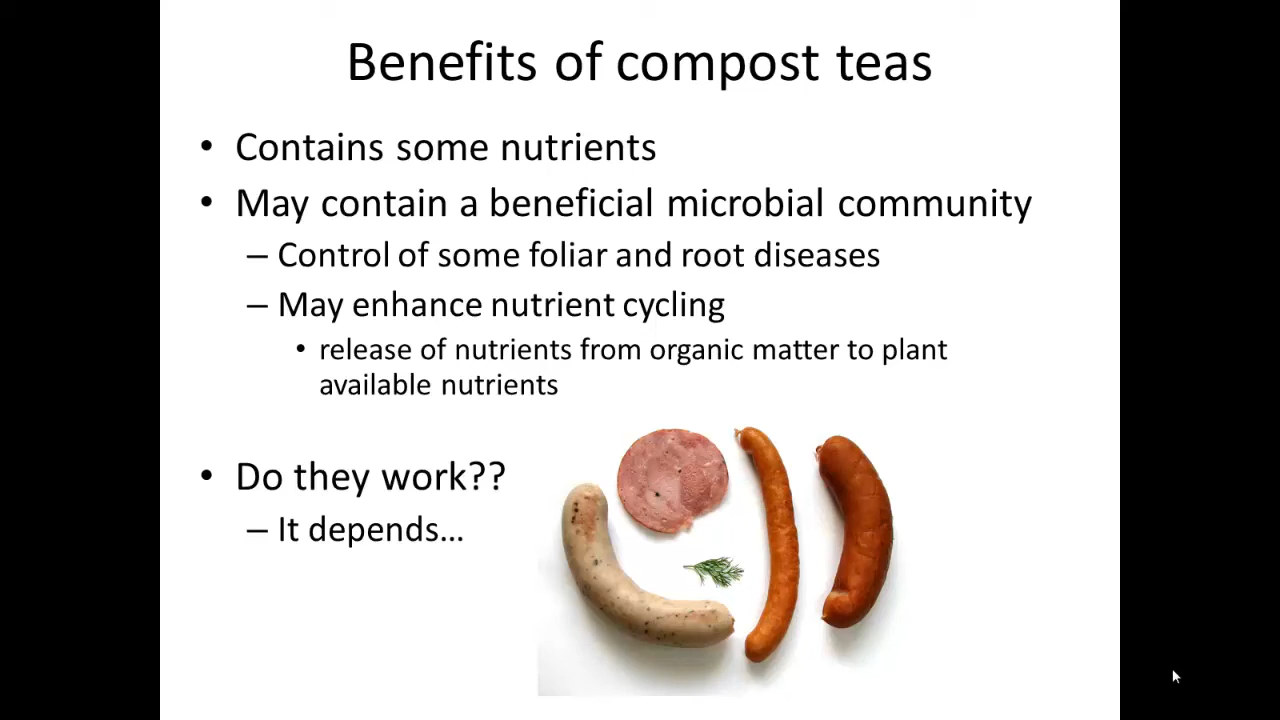 Benefits of compost teas
• Contains some nutrients
• May contain a beneficial microbial community
– Control of some foliar and root diseases
– May enhance nutrient cycling
• release of nutrients from organic matter to plant
available nutrients
• Do they work??
– It depends…